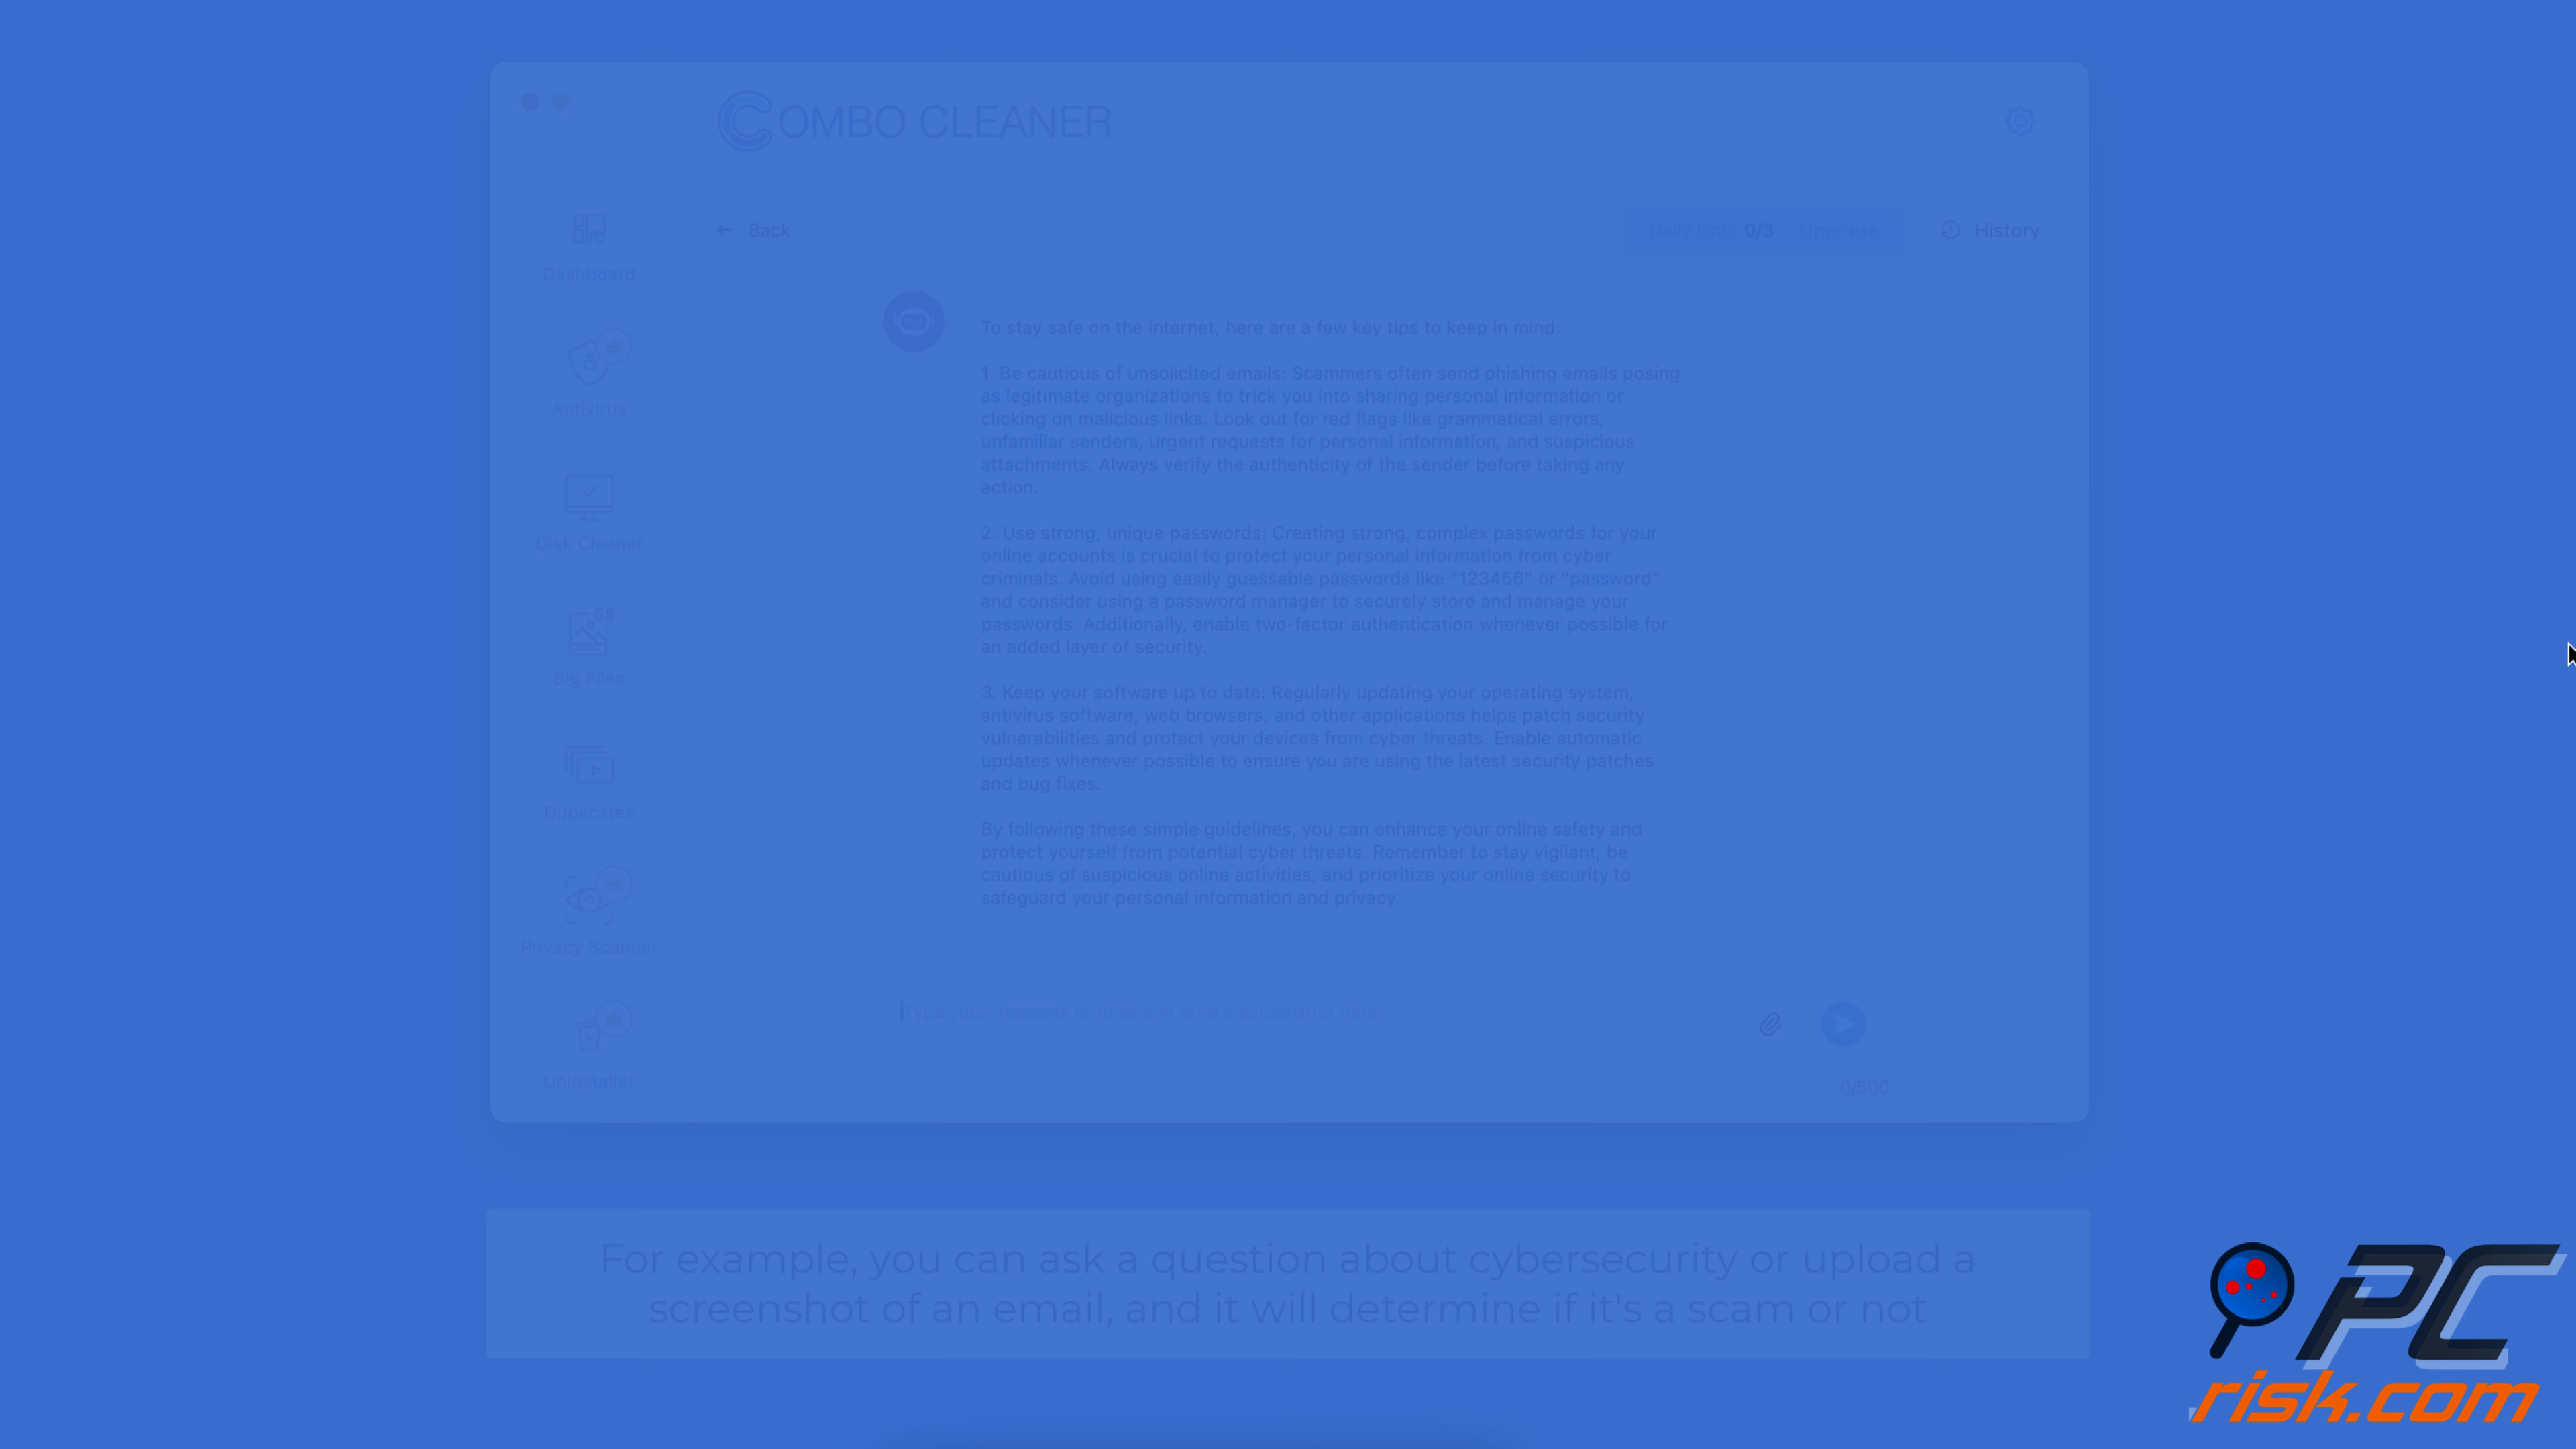 COMBO CLEANER
Back
Daily limit: 0/3 Upgrade
History
Dashboard
Antivirus
Disk Cleaner
GB
Big Files
Duplicates
Privacy Scanner
Uninstaller
To stay safe on the internet, here are a few key tips to keep in mind:
1. Be cautious of unsolicited emails: Scammers often send phishing emails posing
as legitimate organizations to trick you into sharing personal information or
clicking on malicious links. Look out for red flags like grammatical errors,
unfamiliar senders, urgent requests for personal information, and suspicious
attachments. Always verify the authenticity of the sender before taking any
action.
2. Use strong, unique passwords: Creating strong, complex passwords for your
online accounts is crucial to protect your personal information from cyber
criminals. Avoid using easily guessable passwords like "123456" or "password"
and consider using a password manager to securely store and manage your
passwords. Additionally, enable two-factor authentication whenever possible for
an added layer of security.
3. Keep your software up to date: Regularly updating your operating system,
antivirus software, web browsers, and other applications helps patch security
vulnerabilities and protect your devices from cyber threats. Enable automatic
updates whenever possible to ensure you are using the latest security patches
and bug fixes.
By following these simple guidelines, you can enhance your online safety and
protect yourself from potential cyber threats. Remember to stay vigilant, be
cautious of suspicious online activities, and prioritize your online security to
safeguard your personal information and privacy.
Type your message or drag and drop a screenshot here
0/500
For example, you can ask a question about cybersecurity or upload a
screenshot of an email, and it will determine if it's a scam or not
PC
risk.com